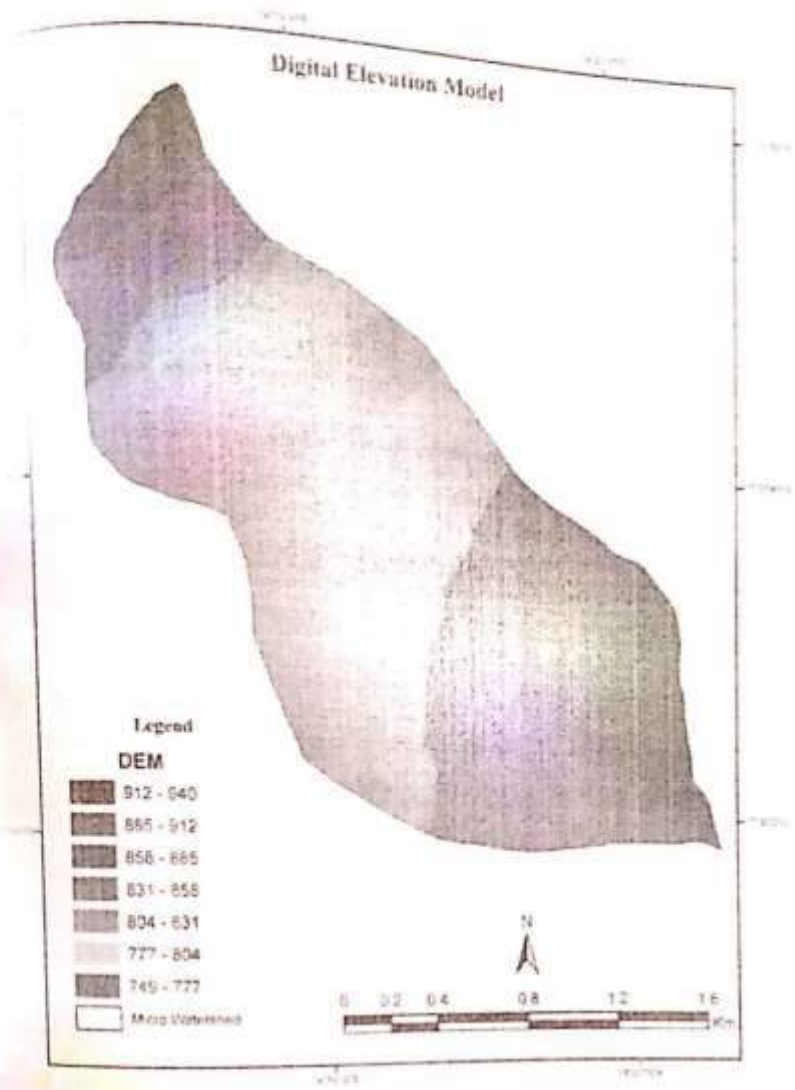 Digital Elevation Model
Legend
DEM
912 - 940
885 - 912
858 - 885
831 - 858
804 - 831
777 - 804
749 - 777
Micro Watershed
N
0 0.2 0.4 0.8 1.2 1.6
Km